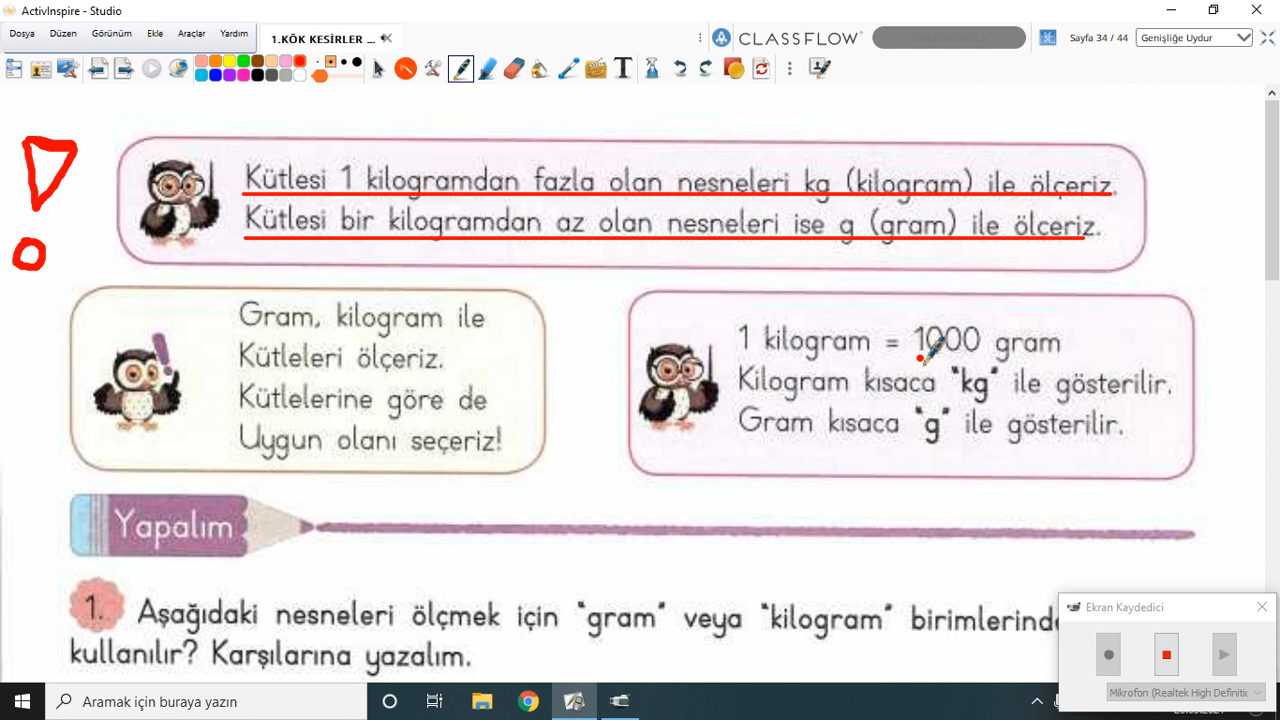 ActivInspire - Studio
Dosya Düzen Görünüm Ekle Araçlar Yardım
1.KÖK KESİRLER ...
CLASSFLOW
Sayfa 34 / 44
Genişliğe Uydur
Kütlesi 1 kilogramdan fazla olan nesneleri kg (kilogram) ile ölçeriz.
Kütlesi bir kilogramdan az olan nesneleri ise g (gram) ile ölçeriz.
Gram, kilogram ile
Kütleleri ölçeriz.
Kütlelerine göre de
Uygun olanı seçeriz!
1 kilogram = 1000 gram
Kilogram kısaca "kg" ile gösterilir.
Gram kısaca "g" ile gösterilir.
Yapalım
1. Aşağıdaki nesneleri ölçmek için "gram" veya "kilogram" birimlerind
kullanılır? Karşılarına yazalım.
Ekran Kaydedici
Mikrofon (Realtek High Definitic
Aramak için buraya yazın